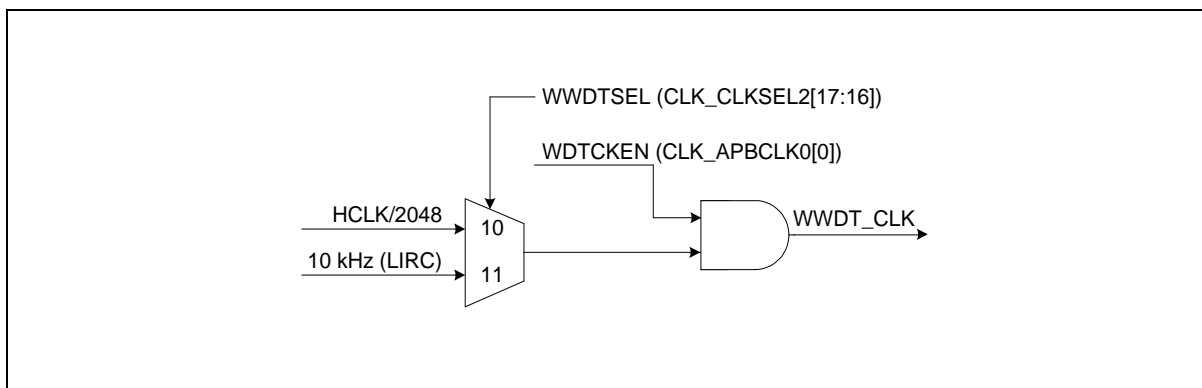 WWDTSEL (CLK_CLKSEL2[17:16])
WDTCKEN (CLK_APBCLK0[0])
HCLK/2048
10
WWDT_CLK
10 kHz (LIRC)
11